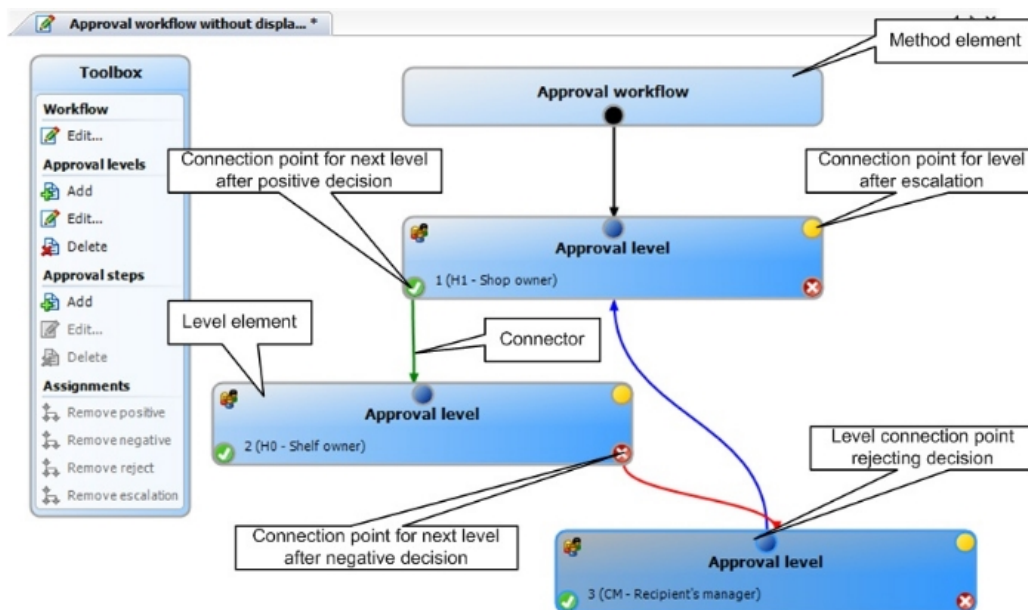 Approval workflow without displa... *
Toolbox
Workflow
Edit...
Approval levels
Add
Edit...
Delete
Approval steps
Add
Edit...
Delete
Assignments
Remove positive
Remove negative
Remove reject
Remove escalation
Method element
Approval workflow
Connection point for next level
after positive decision
Connection point for level
after escalation
Approval level
1 (H1 - Shop owner)
Level element
Connector
Approval level
2 (H0 - Shelf owner)
Level connection point
rejecting decision
Connection point for next level
after negative decision
Approval level
3 (CM - Recipient's manager)